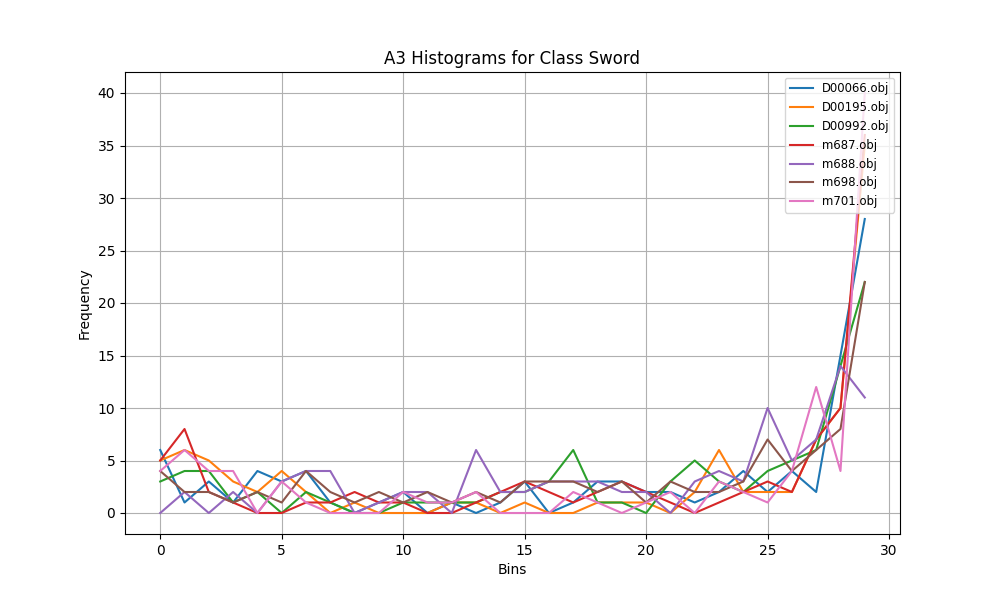 A3 Histograms for Class Sword
40
35
30
25
20
15
10
5
0
Frequency
0 5 10 15 20 25 30
Bins
D00066.obj
D00195.obj
D00992.obj
m687.obj
m688.obj
m698.obj
m701.obj